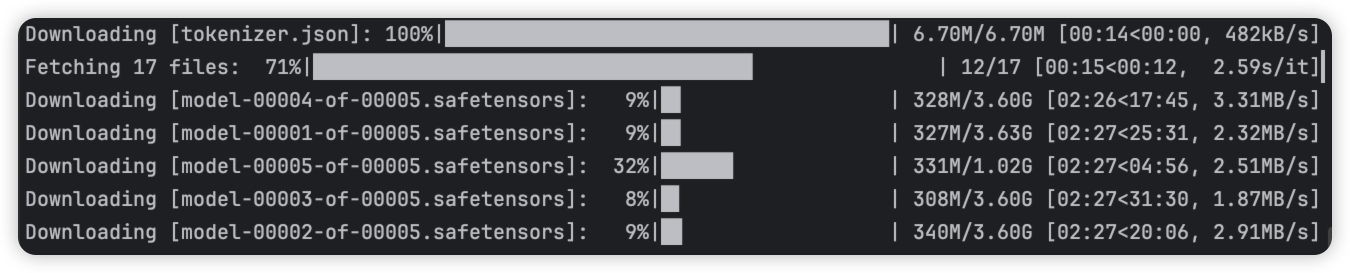 Downloading [tokenizer.json]: 100%| | 6.70M/6.70M [00:14<00:00, 482kB/s]
Fetching 17 files:  71%| | 12/17 [00:15<00:12,  2.59s/it]
Downloading [model-00004-of-00005.safetensors]:   9%| | 328M/3.60G [02:26<17:45, 3.31MB/s]
Downloading [model-00001-of-00005.safetensors]:   9%| | 327M/3.63G [02:27<25:31, 2.32MB/s]
Downloading [model-00005-of-00005.safetensors]:  32%| | 331M/1.02G [02:27<04:56, 2.51MB/s]
Downloading [model-00003-of-00005.safetensors]:   8%| | 308M/3.60G [02:27<31:30, 1.87MB/s]
Downloading [model-00002-of-00005.safetensors]:   9%| | 340M/3.60G [02:27<20:06, 2.91MB/s]